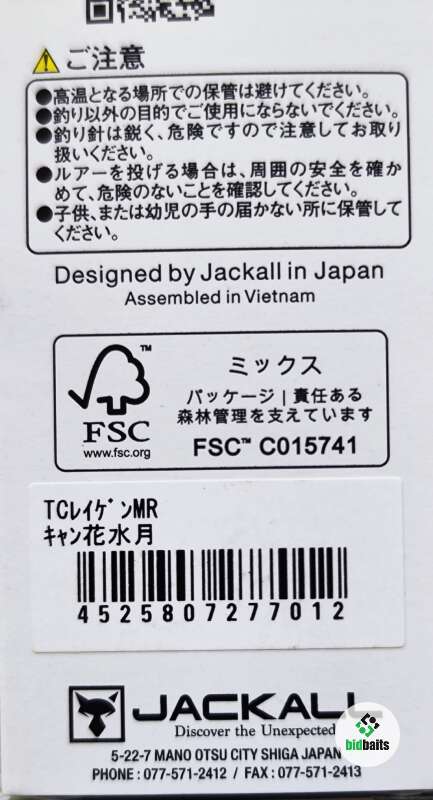 ご注意
●高温となる場所での保管は避けてください。
●釣り以外の目的でご使用にならないでください。
●釣り針は鋭く、危険ですので注意してお取り
扱いください。
●ルアーを投げる場合は、周囲の安全を確か
めて、危険のないことを確認してください。
●子供、または幼児の手の届かない所に保管して
ください。
Designed by Jackall in Japan
Assembled in Vietnam
FSC™
www.fsc.org
ミックス
パッケージ | 責任ある
森林管理を支えています
FSC™ C015741
TCﾚｲｹﾞﾝMR
ｷｬﾝ花水月
4525807277012
JACKALL
Discover the Unexpected
5-22-7 MANO OTSU CITY SHIGA JAPAN
PHONE : 077-571-2412 / FAX : 077-571-2413
bidbaits